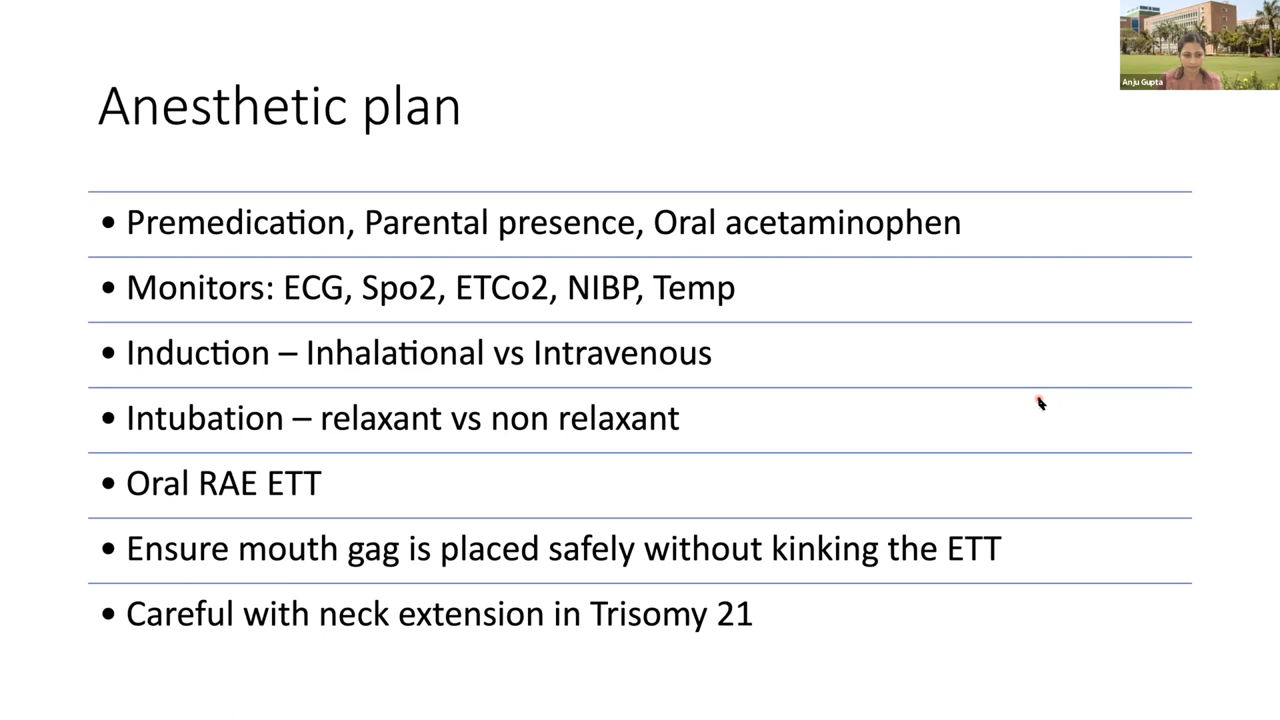 Anju Gupta
Anesthetic plan
• Premedication, Parental presence, Oral acetaminophen
• Monitors: ECG, Spo2, ETCo2, NIBP, Temp
• Induction – Inhalational vs Intravenous
• Intubation – relaxant vs non relaxant
• Oral RAE ETT
• Ensure mouth gag is placed safely without kinking the ETT
• Careful with neck extension in Trisomy 21